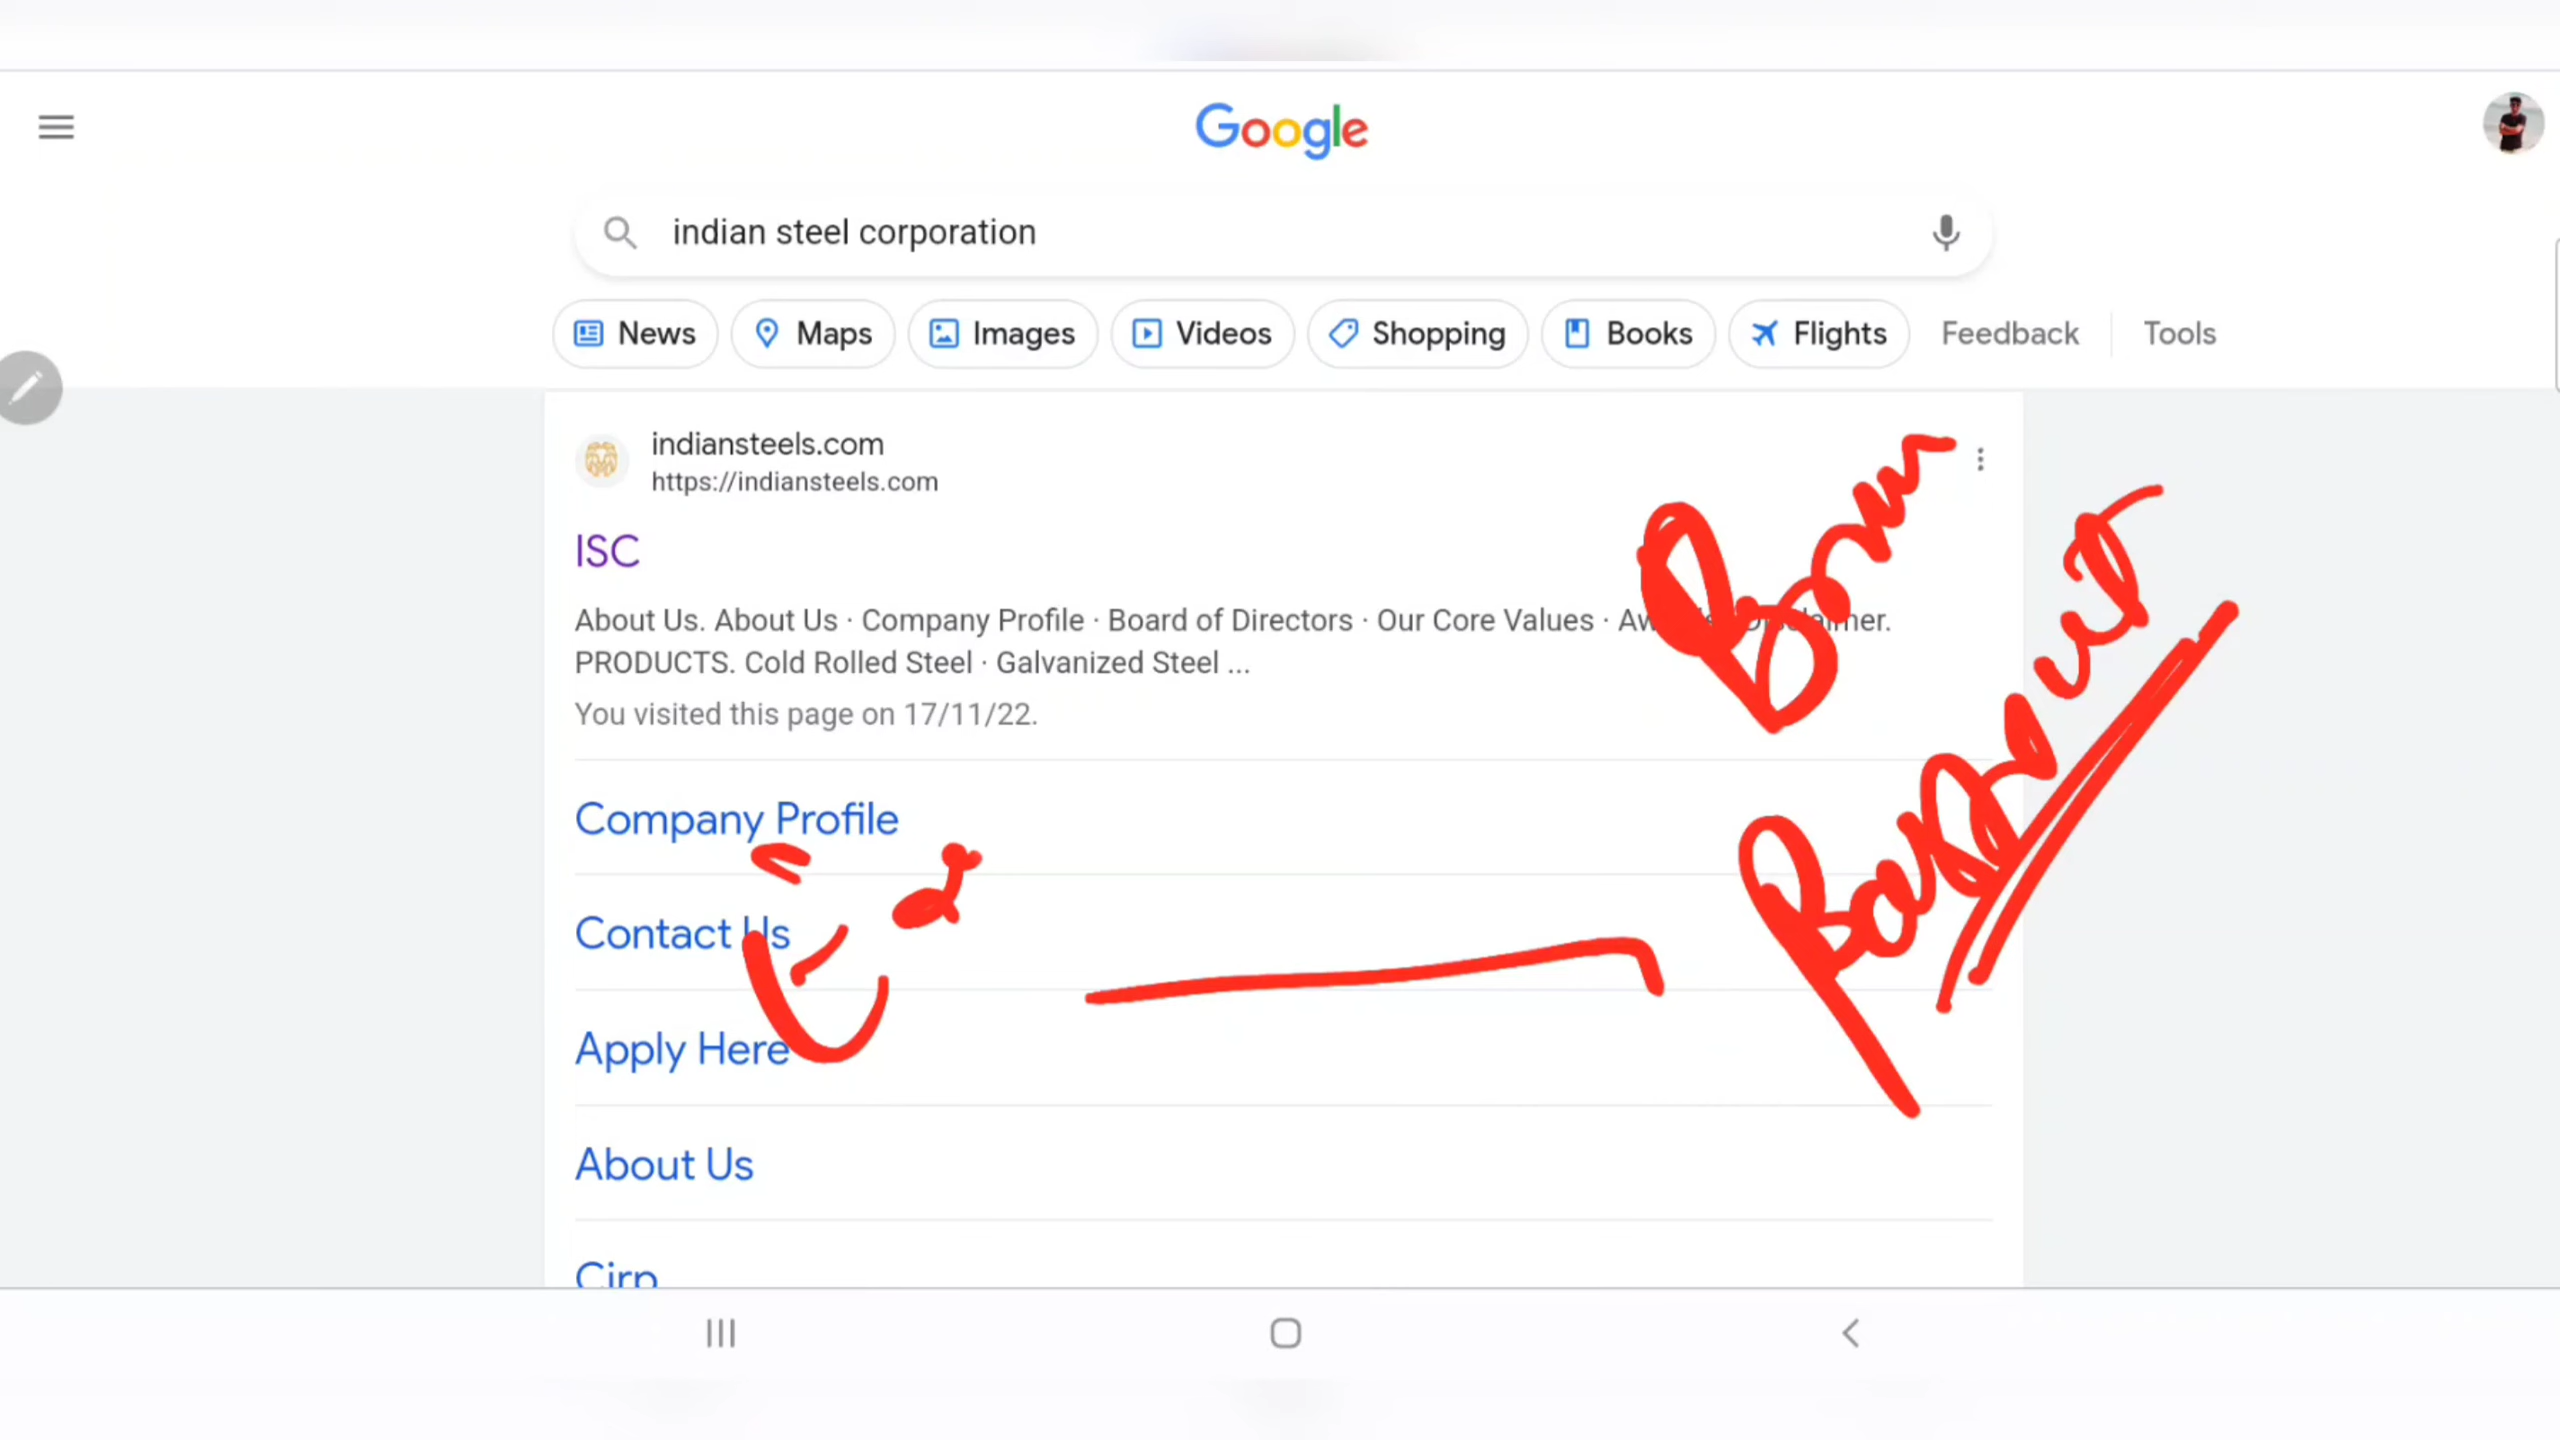 Google
indian steel corporation
News Maps Images Videos Shopping Books Flights Feedback Tools
indiansteels.com
https://indiansteels.com
ISC
About Us. About Us · Company Profile · Board of Directors · Our Core Values ·
PRODUCTS. Cold Rolled Steel · Galvanized Steel ...
You visited this page on 17/11/22.
Company Profile
Contact Us
Apply Here
About Us
Cirp